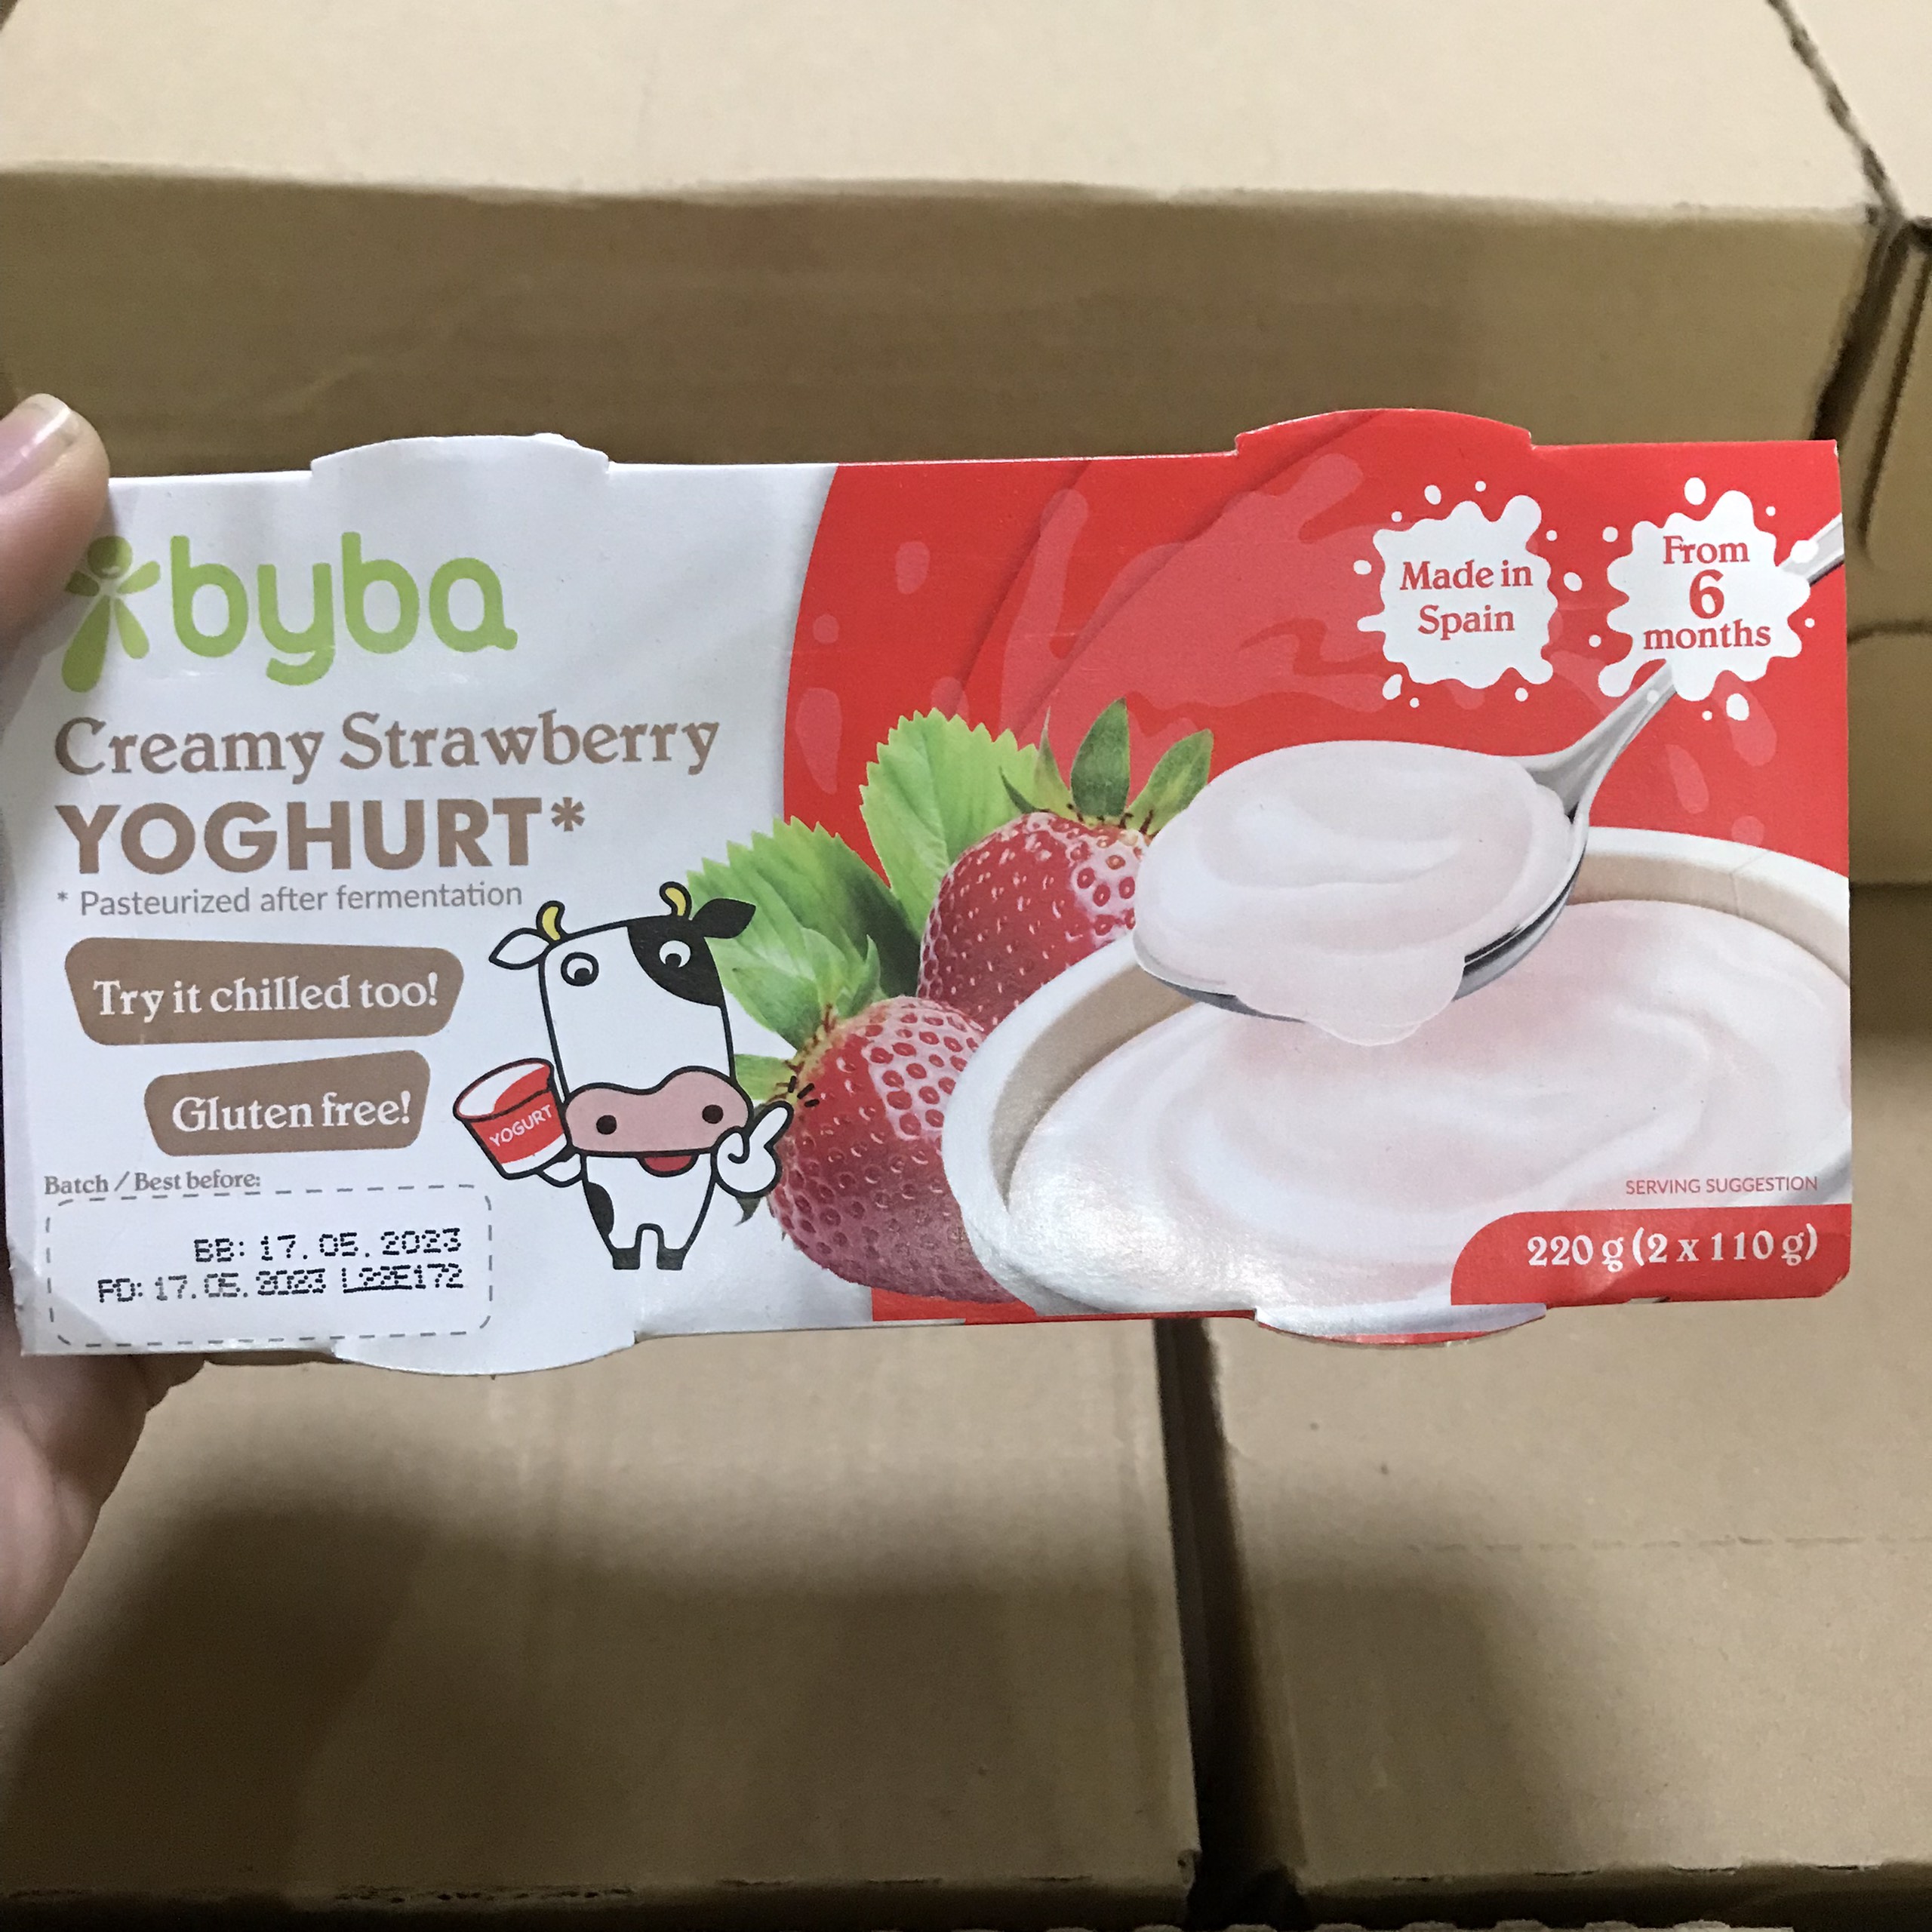 byba
Creamy Strawberry
YOGHURT*
* Pasteurized after fermentation
Try it chilled too!
Gluten free!
YOGURT
Batch / Best before:
BB: 17.05.2023
PD: 17.05.2023 L22E172
Made in
Spain
From
6
months
SERVING SUGGESTION
220 g (2 x 110 g)